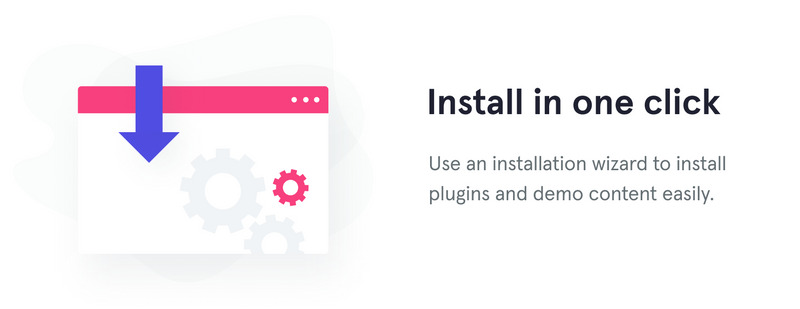 Install in one click
Use an installation wizard to install
plugins and demo content easily.